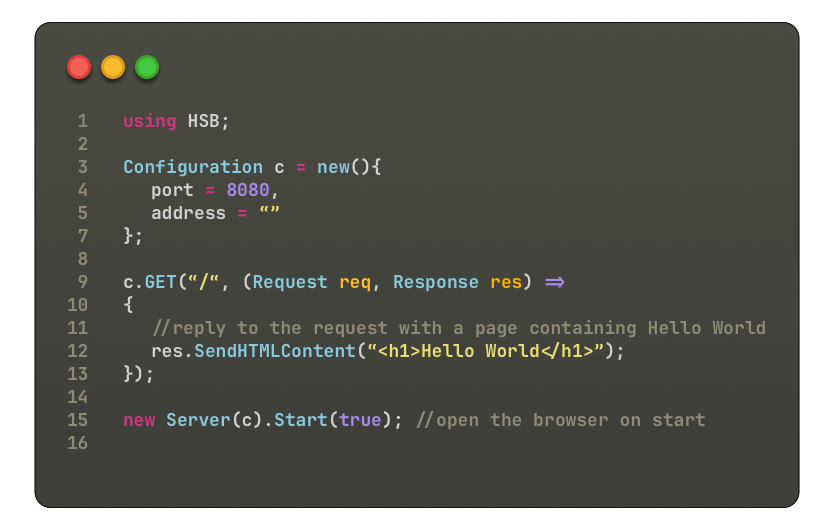 1 using HSB;
2
3 Configuration c = new(){
4 port = 8080,
5 address = “”
7 };
8
9 c.GET(“/“, (Request req, Response res) =>
10 {
11 //reply to the request with a page containing Hello World
12 res.SendHTMLContent(“<h1>Hello World</h1>”);
13 });
14
15 new Server(c).Start(true); //open the browser on start
16